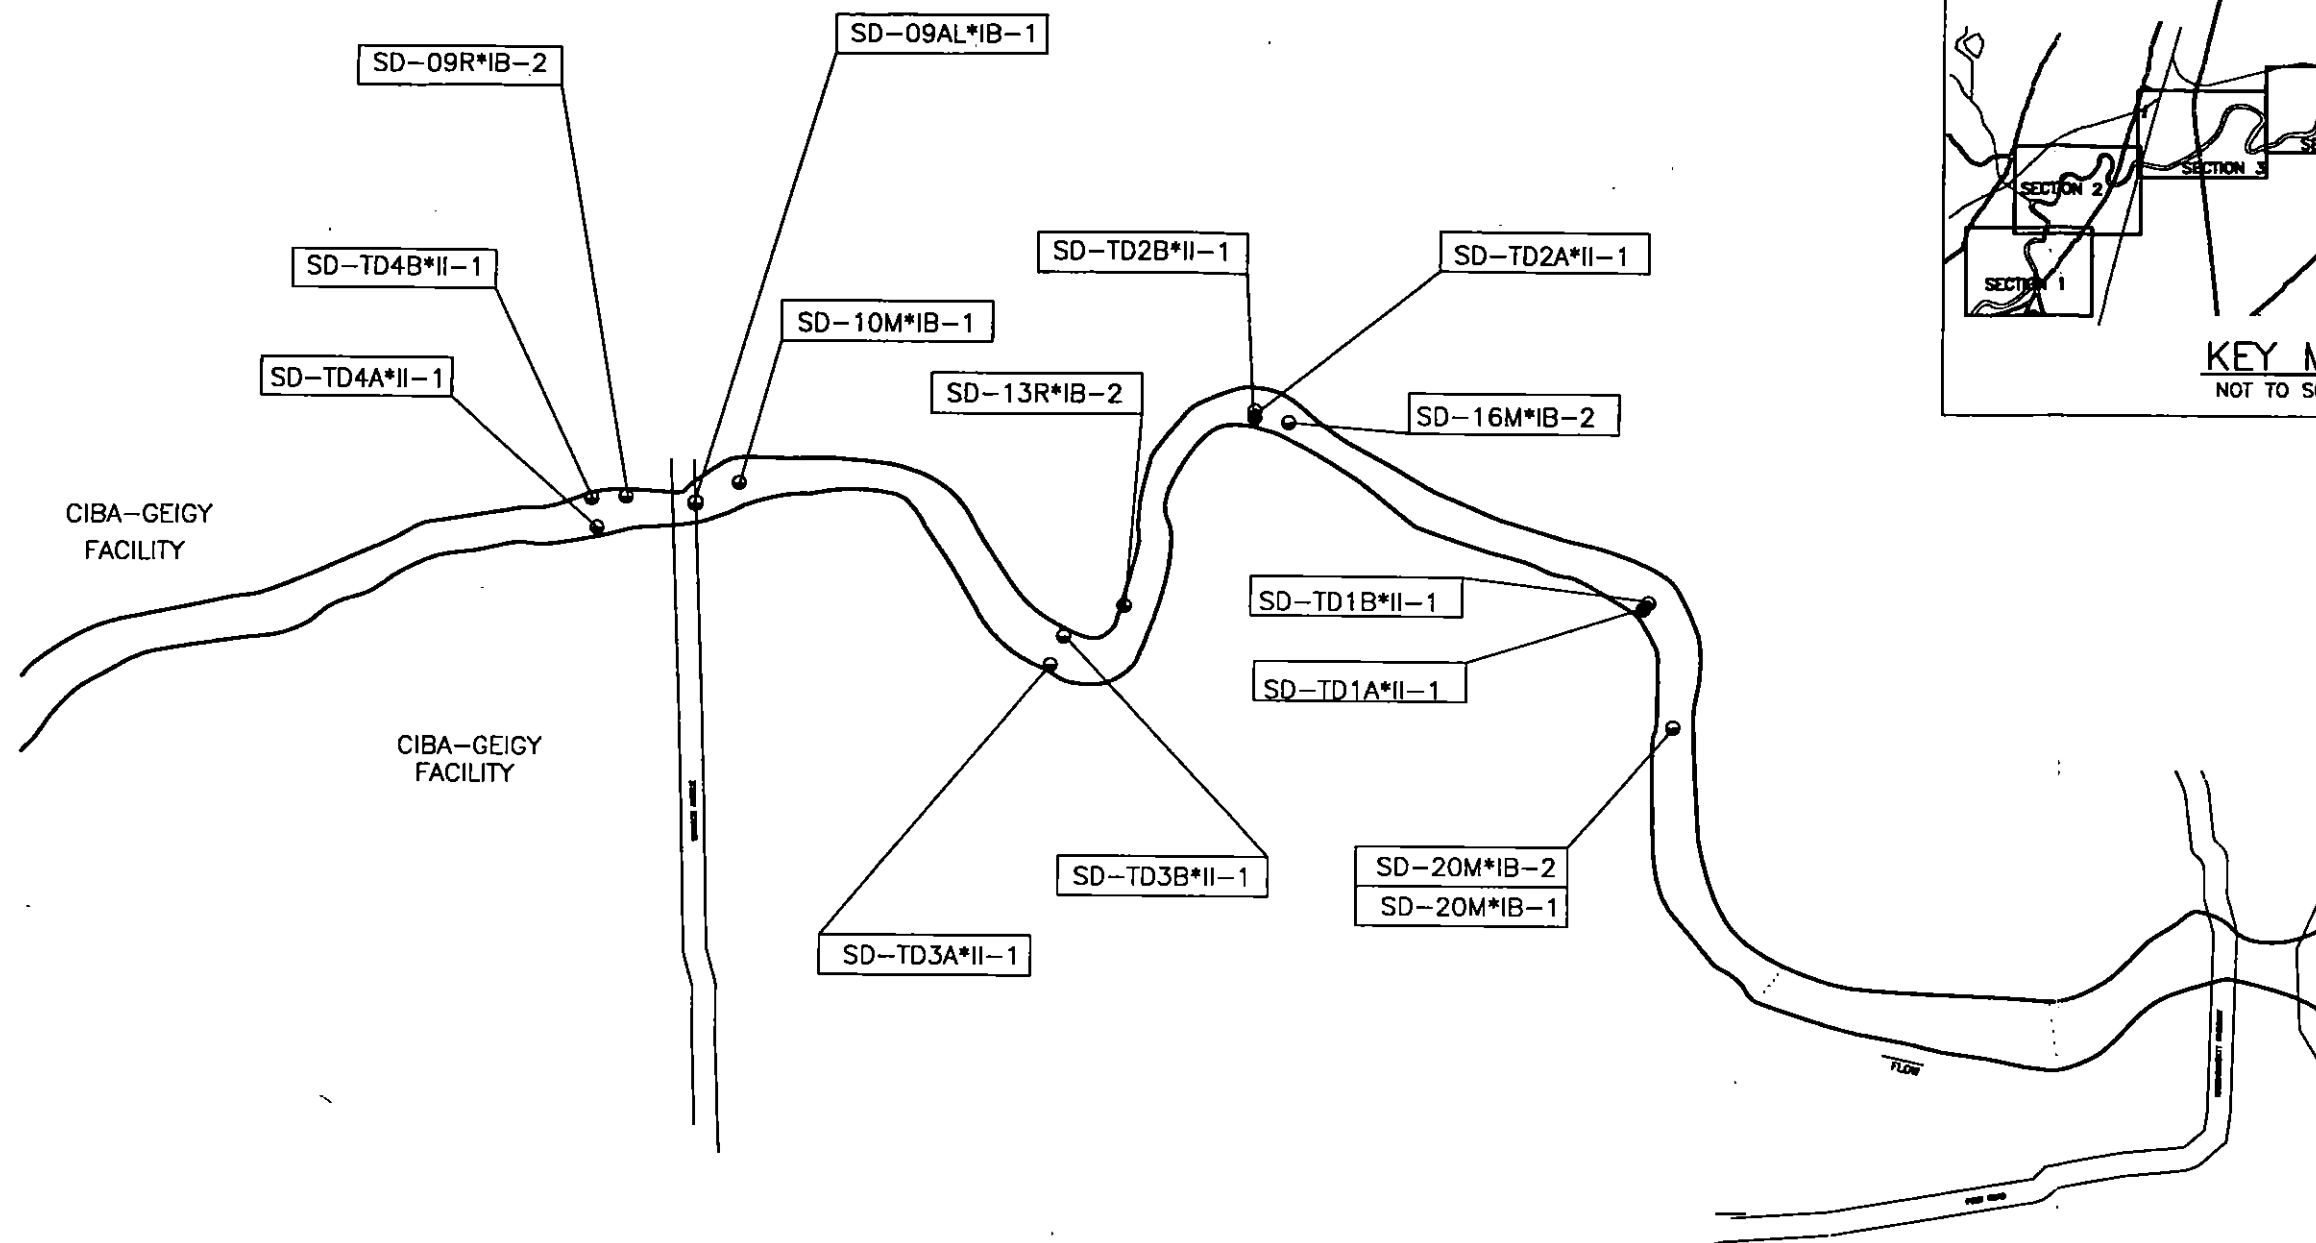 SD-09AL*IB-1
SD-09R*IB-2
SD-TD4B*II-1
SD-TD2B*II-1
SD-TD2A*II-1
SD-10M*IB-1
SD-TD4A*II-1
SD-13R*IB-2
SD-16M*IB-2
CIBA-GEIGY
FACILITY
SD-TD1B*II-1
SD-TD1A*II-1
CIBA-GEIGY
FACILITY
SD-TD3B*II-1
SD-20M*IB-2
SD-20M*IB-1
SD-TD3A*II-1
FLOW
SECTION 3
SECTION 2
SECTION 1
KEY
NOT TO